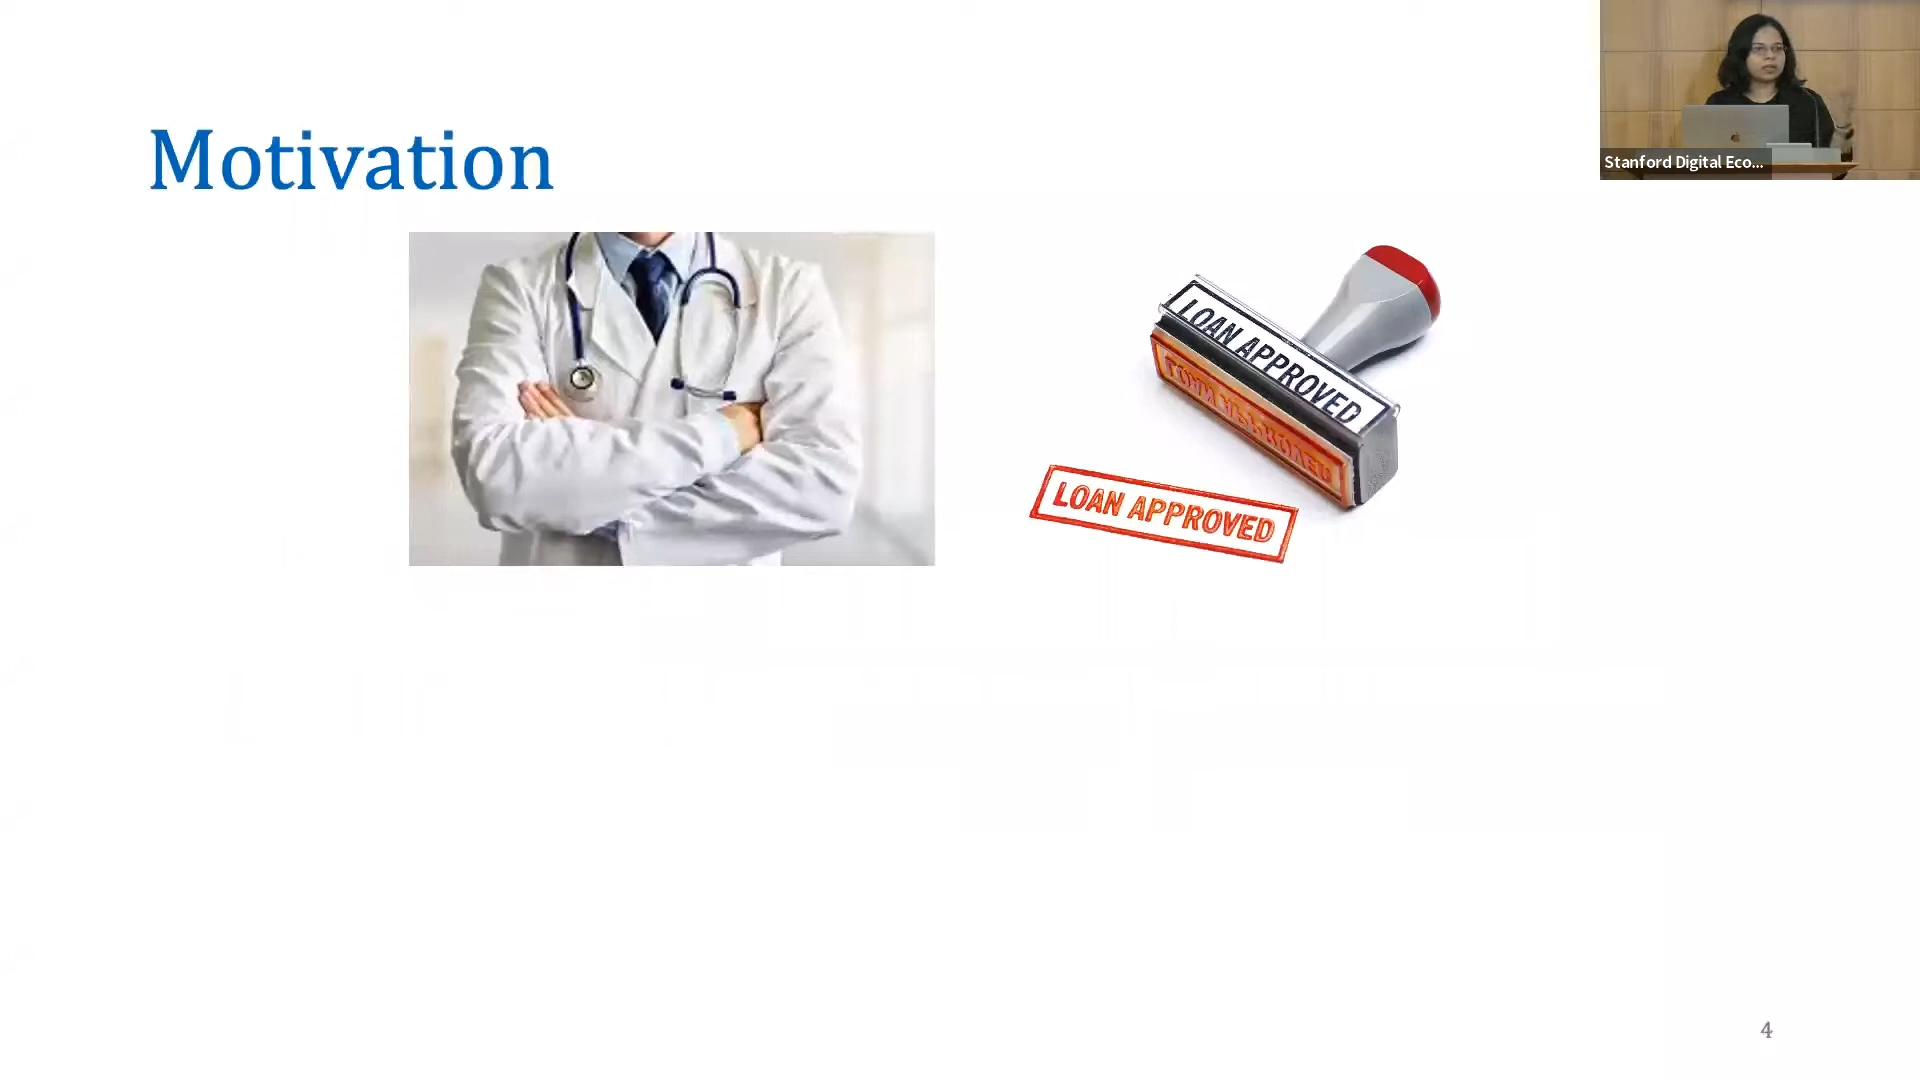 Stanford Digital Eco...
Motivation
LOAN APPROVED
LOAN APPROVED
4